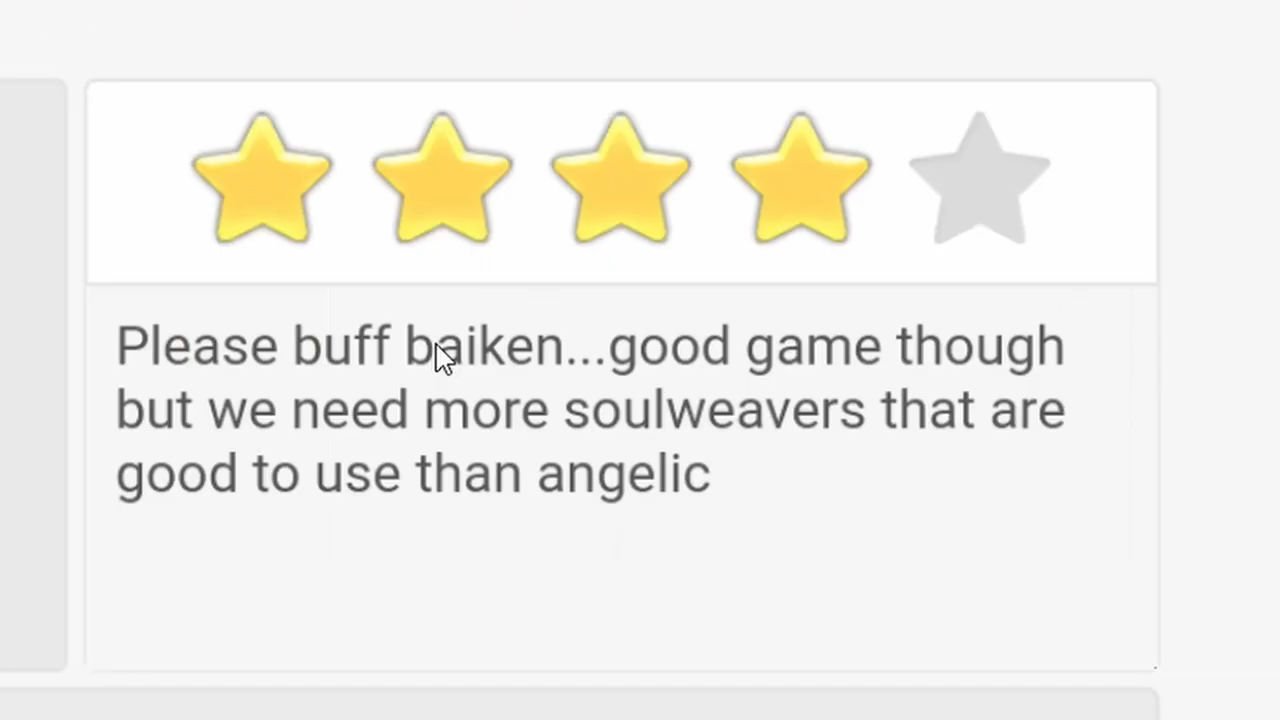 Please buff baiken...good game though
but we need more soulweavers that are
good to use than angelic